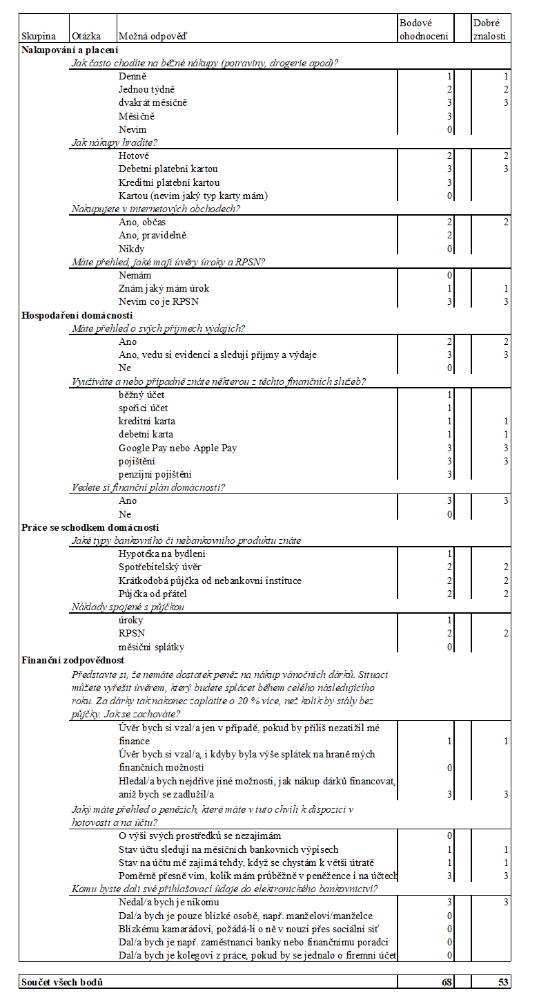 Bodové Dobré
Skupina Otázka Možná odpověď ohodnocení znalosti
Nakupování a placení
Jak často chodíte na běžné nákupy (potraviny, drogerie apod)?
Denně 1 1
Jednou týdně 2 2
dvakrát měsíčně 3 3
Měsíčně 3
Nevím 0
Jak nákupy hradíte?
Hotově 2 2
Debetní platební kartou 3 3
Kreditní platební kartou 3
Kartou (nevím jaký typ karty mám) 0
Nakupujete v internetových obchodech?
Ano, občas 2 2
Ano, pravidelně 2
Nikdy 0
Máte přehled, jaké mají úvěry úroky a RPSN?
Nemám 0
Znám jaký mám úrok 1 1
Nevím co je RPSN 3 3
Hospodaření domácnosti
Máte přehled o svých příjmech výdajích?
Ano 2 2
Ano, vedu si evidenci a sleduji příjmy a výdaje 3 3
Ne 0
Využíváte a nebo případně znáte některou z těchto finančních služeb?
běžný účet 1
spořící účet 1
kreditní karta 1 1
debetní karta 1 1
Google Pay nebo Apple Pay 3 3
pojištění 3 3
penzijní pojištění 3
Vedete si finanční plán domácnosti?
Ano 3 3
Ne 0
Práce se schodkem domácnosti
Jaké typy bankovního či nebankovního produktu znáte
Hypotéka na bydlení 1
Spotřebitelský úvěr 2 2
Krátkodobá půjčka od nebankovní instituce 2 2
Půjčka od přátel 2 2
Náklady spojené s půjčkou
úroky 1
RPSN 2 2
měsíční splátky 0
Finanční zodpovědnost
Představte si, že nemáte dostatek peněz na nákup vánočních dárků. Situaci
můžete vyřešit úvěrem, který budete splácet během celého následujícího
roku. Za dárky tak nakonec zaplatíte o 20 % více, než kolik by stály bez
půjčky. Jak se zachováte?
Úvěr bych si vzal/a jen v případě, pokud by příliš nezatížil mé
finance 1 1
Úvěr bych si vzal/a, i kdyby byla výše splátek na hraně mých
finančních možností 0
Hledal/a bych nejdříve jiné možnosti, jak nákup dárků financovat,
aniž bych se zadlužil/a 3 3
Jaký máte přehled o penězích, které máte v tuto chvíli k dispozici v
hotovosti a na účtu?
O výši svých prostředků se nezajímám 0
Stav účtu sleduji na měsíčních bankovních výpisech 1 1
Stav na účtu mě zajímá tehdy, když se chystám k větší útratě 1 1
Poměrně přesně vím, kolik mám průběžně v peněžence i na účtech 3 3
Komu byste dali své přihlašovací údaje do elektronického bankovnictví?
Nedal/a bych je nikomu 3 3
Dal/a bych je pouze blízké osobě, např. manželovi/manželce 0
Blízkému kamarádovi, požádá-li o ně v nouzi přes sociální síť 0
Dal/a bych je např. zaměstnanci banky nebo finančnímu poradci 0
Dal/a bych je kolegovi z práce, pokud by se jednalo o firemní účet 0
Součet všech bodů 68 53